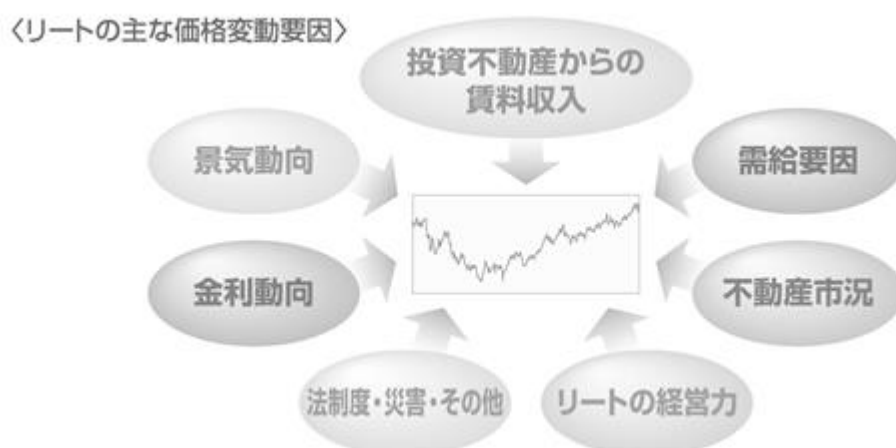 〈リートの主な価格変動要因〉
投資不動産からの
賃料収入
景気動向
需給要因
金利動向
不動産市況
法制度・災害・その他
リートの経営力